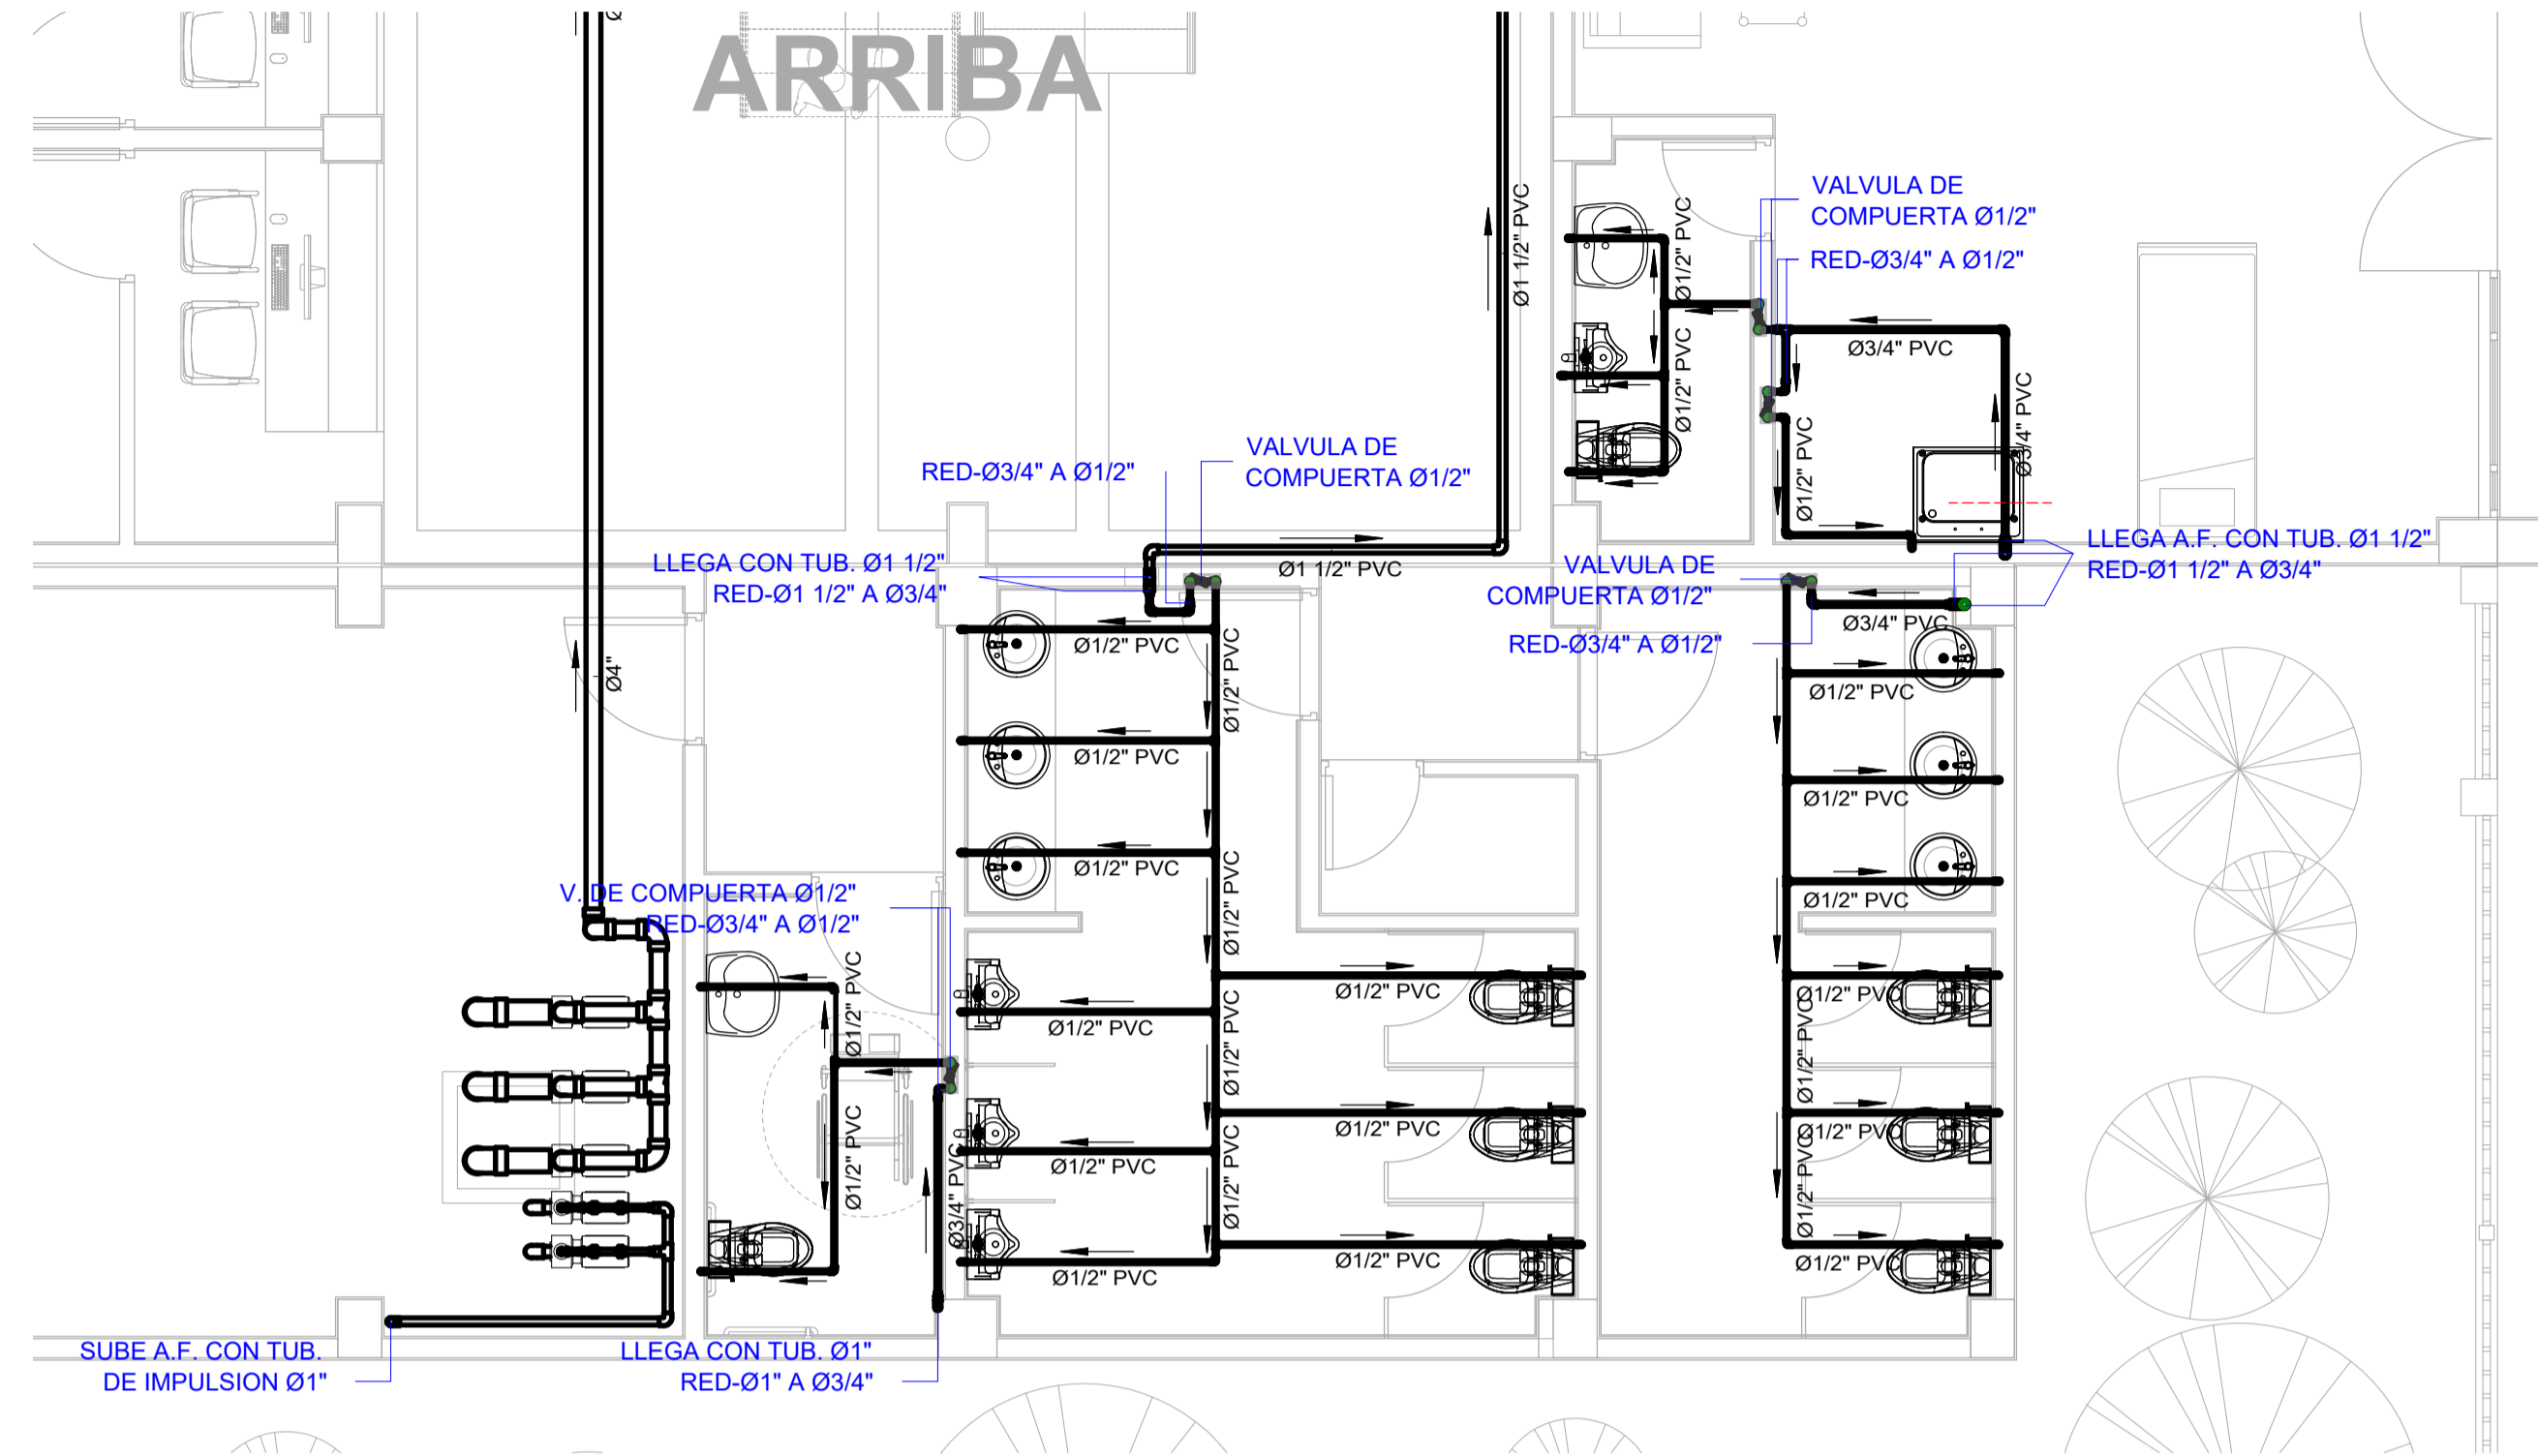 Ø
ARRIBA
VALVULA DE
COMPUERTA Ø1/2"
RED-Ø3/4" A Ø1/2"
Ø1 1/2" PVC
Ø1/2" PVC
Ø1/2" PVC
Ø3/4" PVC
Ø3/4" PVC
Ø1/2" PVC
VALVULA DE
COMPUERTA Ø1/2"
RED-Ø3/4" A Ø1/2"
LLEGA CON TUB. Ø1 1/2"
RED-Ø1 1/2" A Ø3/4"
Ø1 1/2" PVC
VALVULA DE
COMPUERTA Ø1/2"
RED-Ø3/4" A Ø1/2"
LLEGA A.F. CON TUB. Ø1 1/2"
RED-Ø1 1/2" A Ø3/4"
Ø3/4" PVC
Ø4"
Ø1/2" PVC
Ø1/2" PVC
Ø1/2" PVC
Ø1/2" PVC
Ø1/2" PVC
Ø1/2" PVC
Ø1/2" PVC
Ø1/2" PVC
V. DE COMPUERTA Ø1/2"
RED-Ø3/4" A Ø1/2"
Ø1/2" PVC
Ø1/2" PVC
Ø1/2" PVC
Ø1/2" PVC
Ø1/2" PVC
Ø1/2" PVC
Ø1/2" PVC
Ø1/2" PVC
Ø1/2" PVC
Ø1/2" PVC
Ø1/2" PVC
Ø1/2" PVC
Ø1/2" PVC
Ø3/4" PVC
Ø1/2" PVC
Ø1/2" PVC
Ø1/2" PVC
Ø1/2" PVC
SUBE A.F. CON TUB.
DE IMPULSION Ø1"
LLEGA CON TUB. Ø1"
RED-Ø1" A Ø3/4"